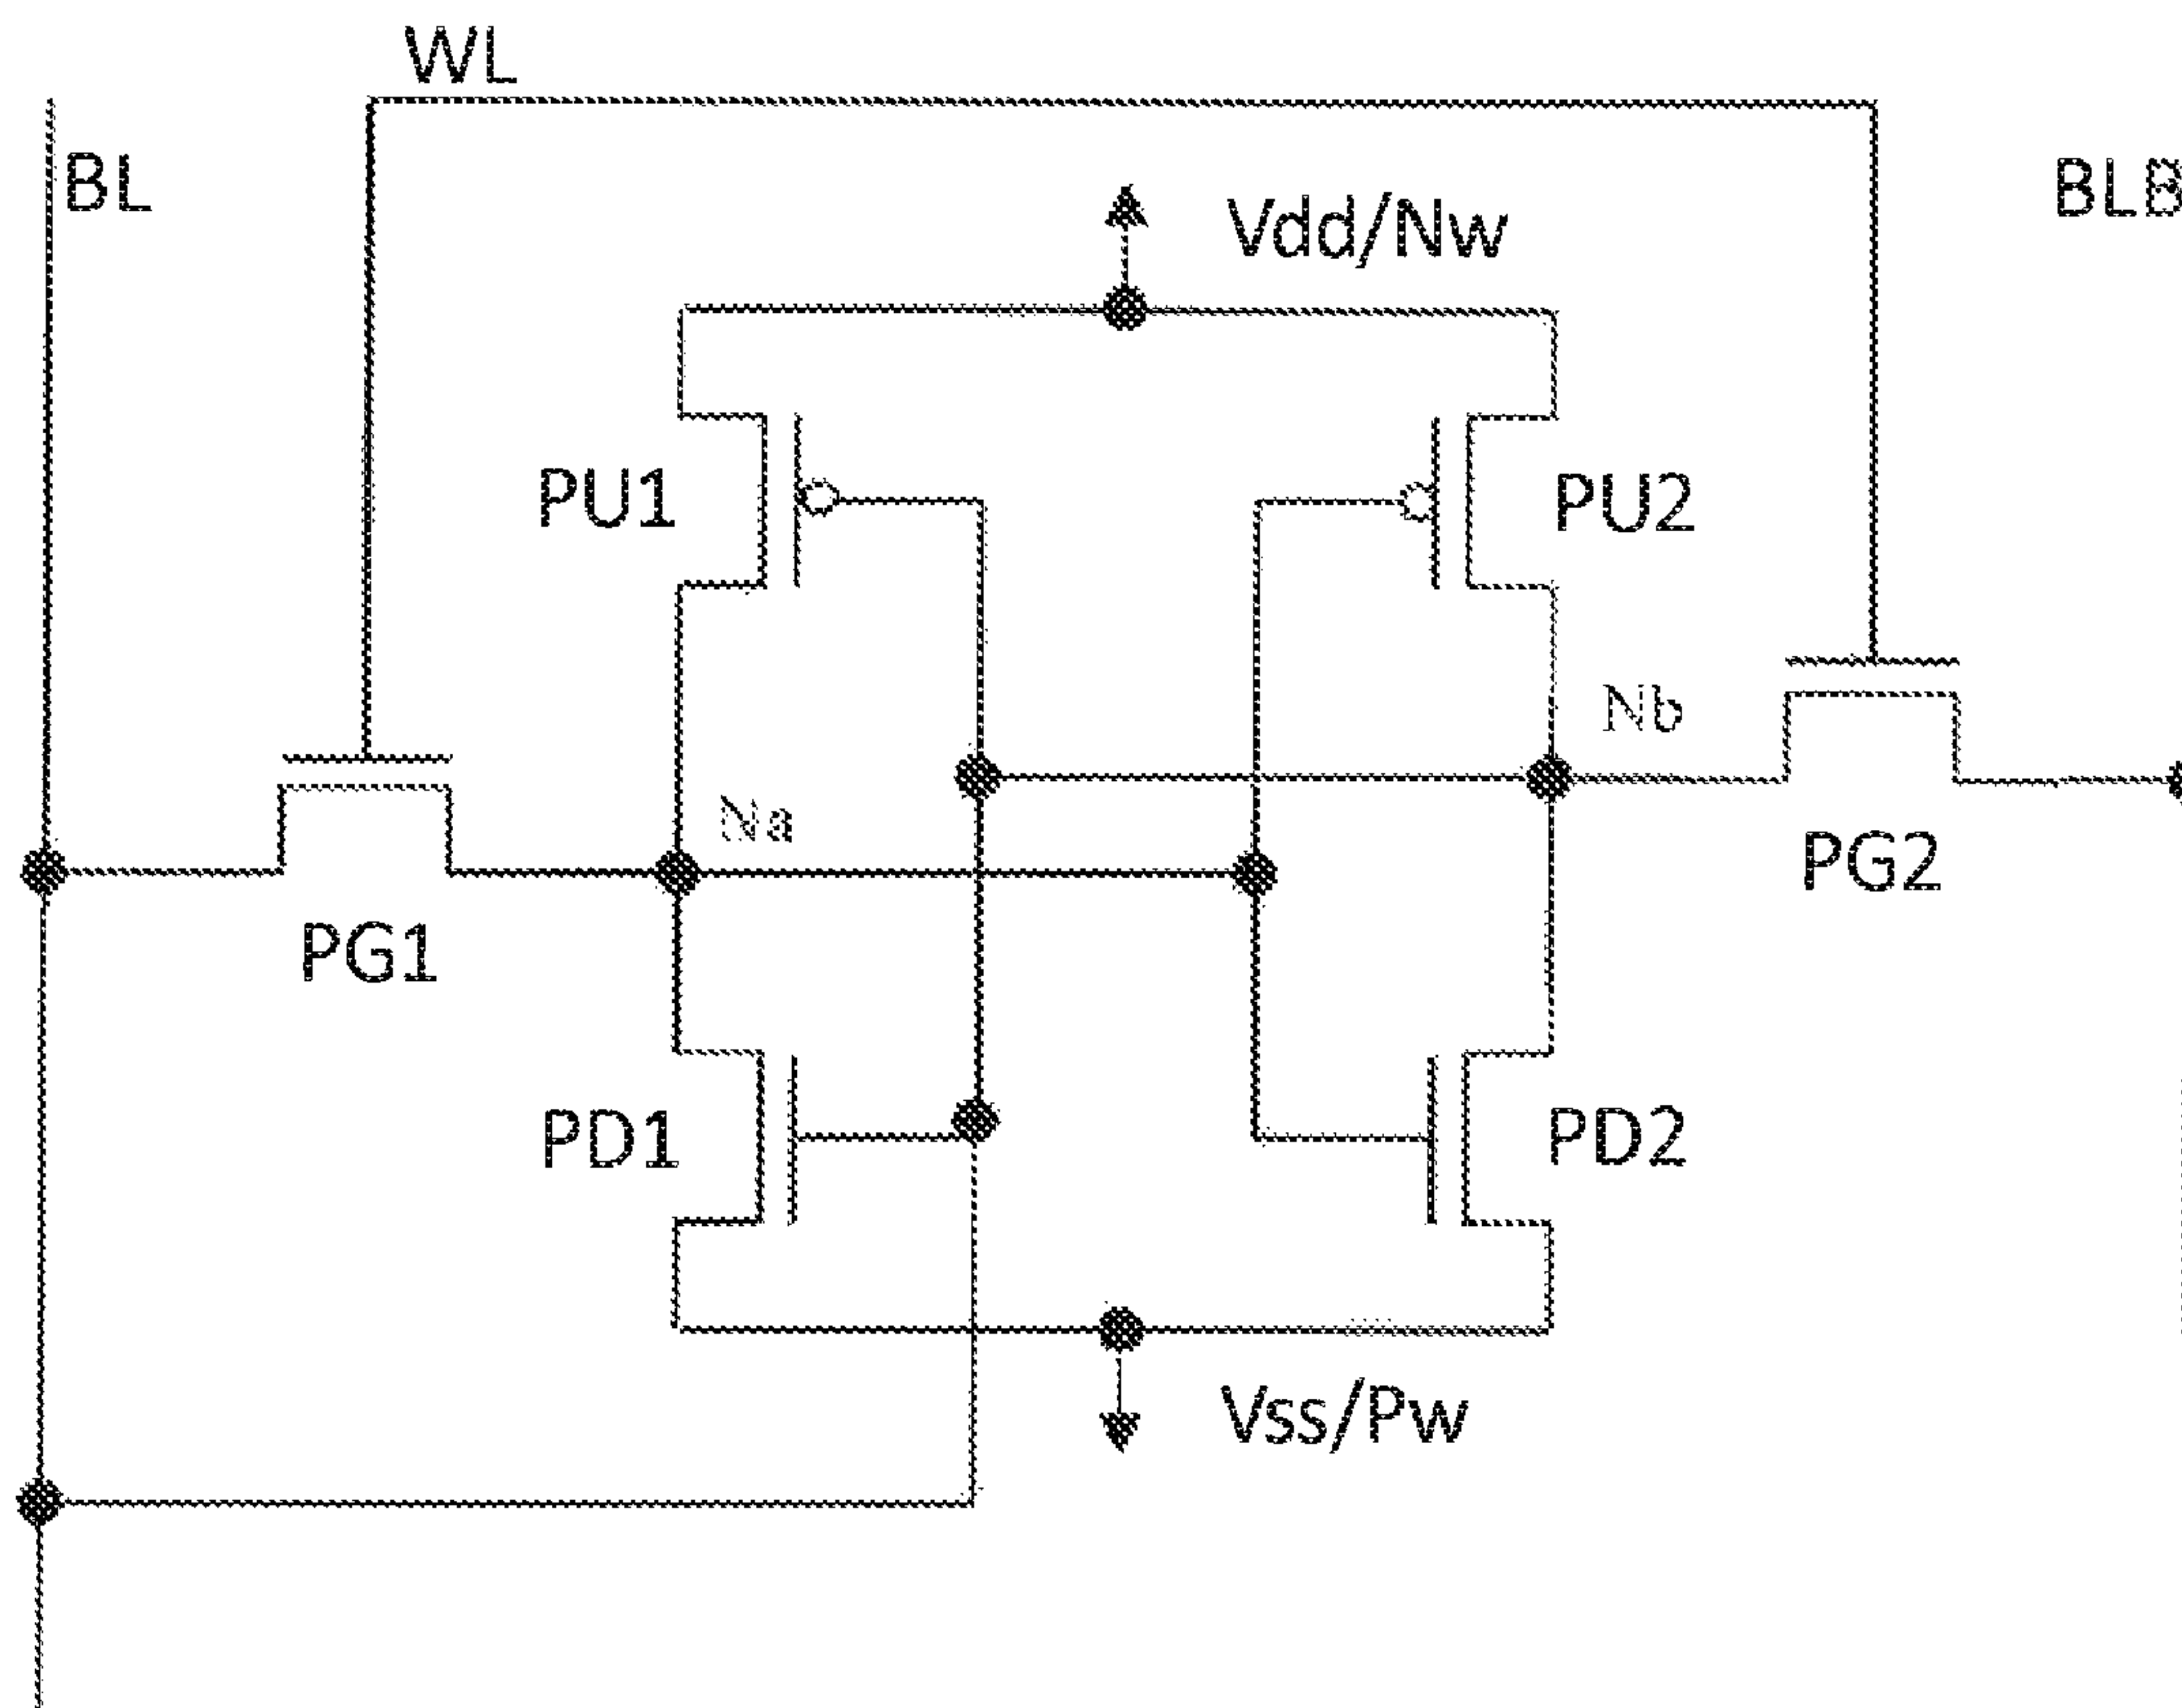 WL
BL
BLB
Vdd/Nw
PU1
PU2
Nb
Na
PG2
PG1
PD1
PD2
Vss/Pw